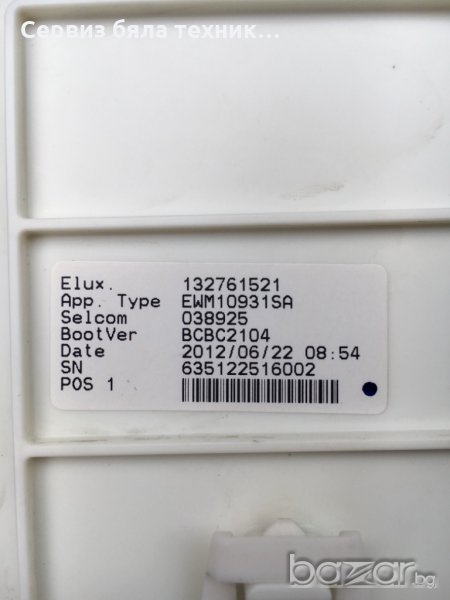 Сервиз бяла техник...
Elux. 132761521
App. Type EWM10931SA
Selcom 038925
BootVer BCBC2104
Date 2012/06/22 08:54
SN 635122516002
POS 1
bazar.bg